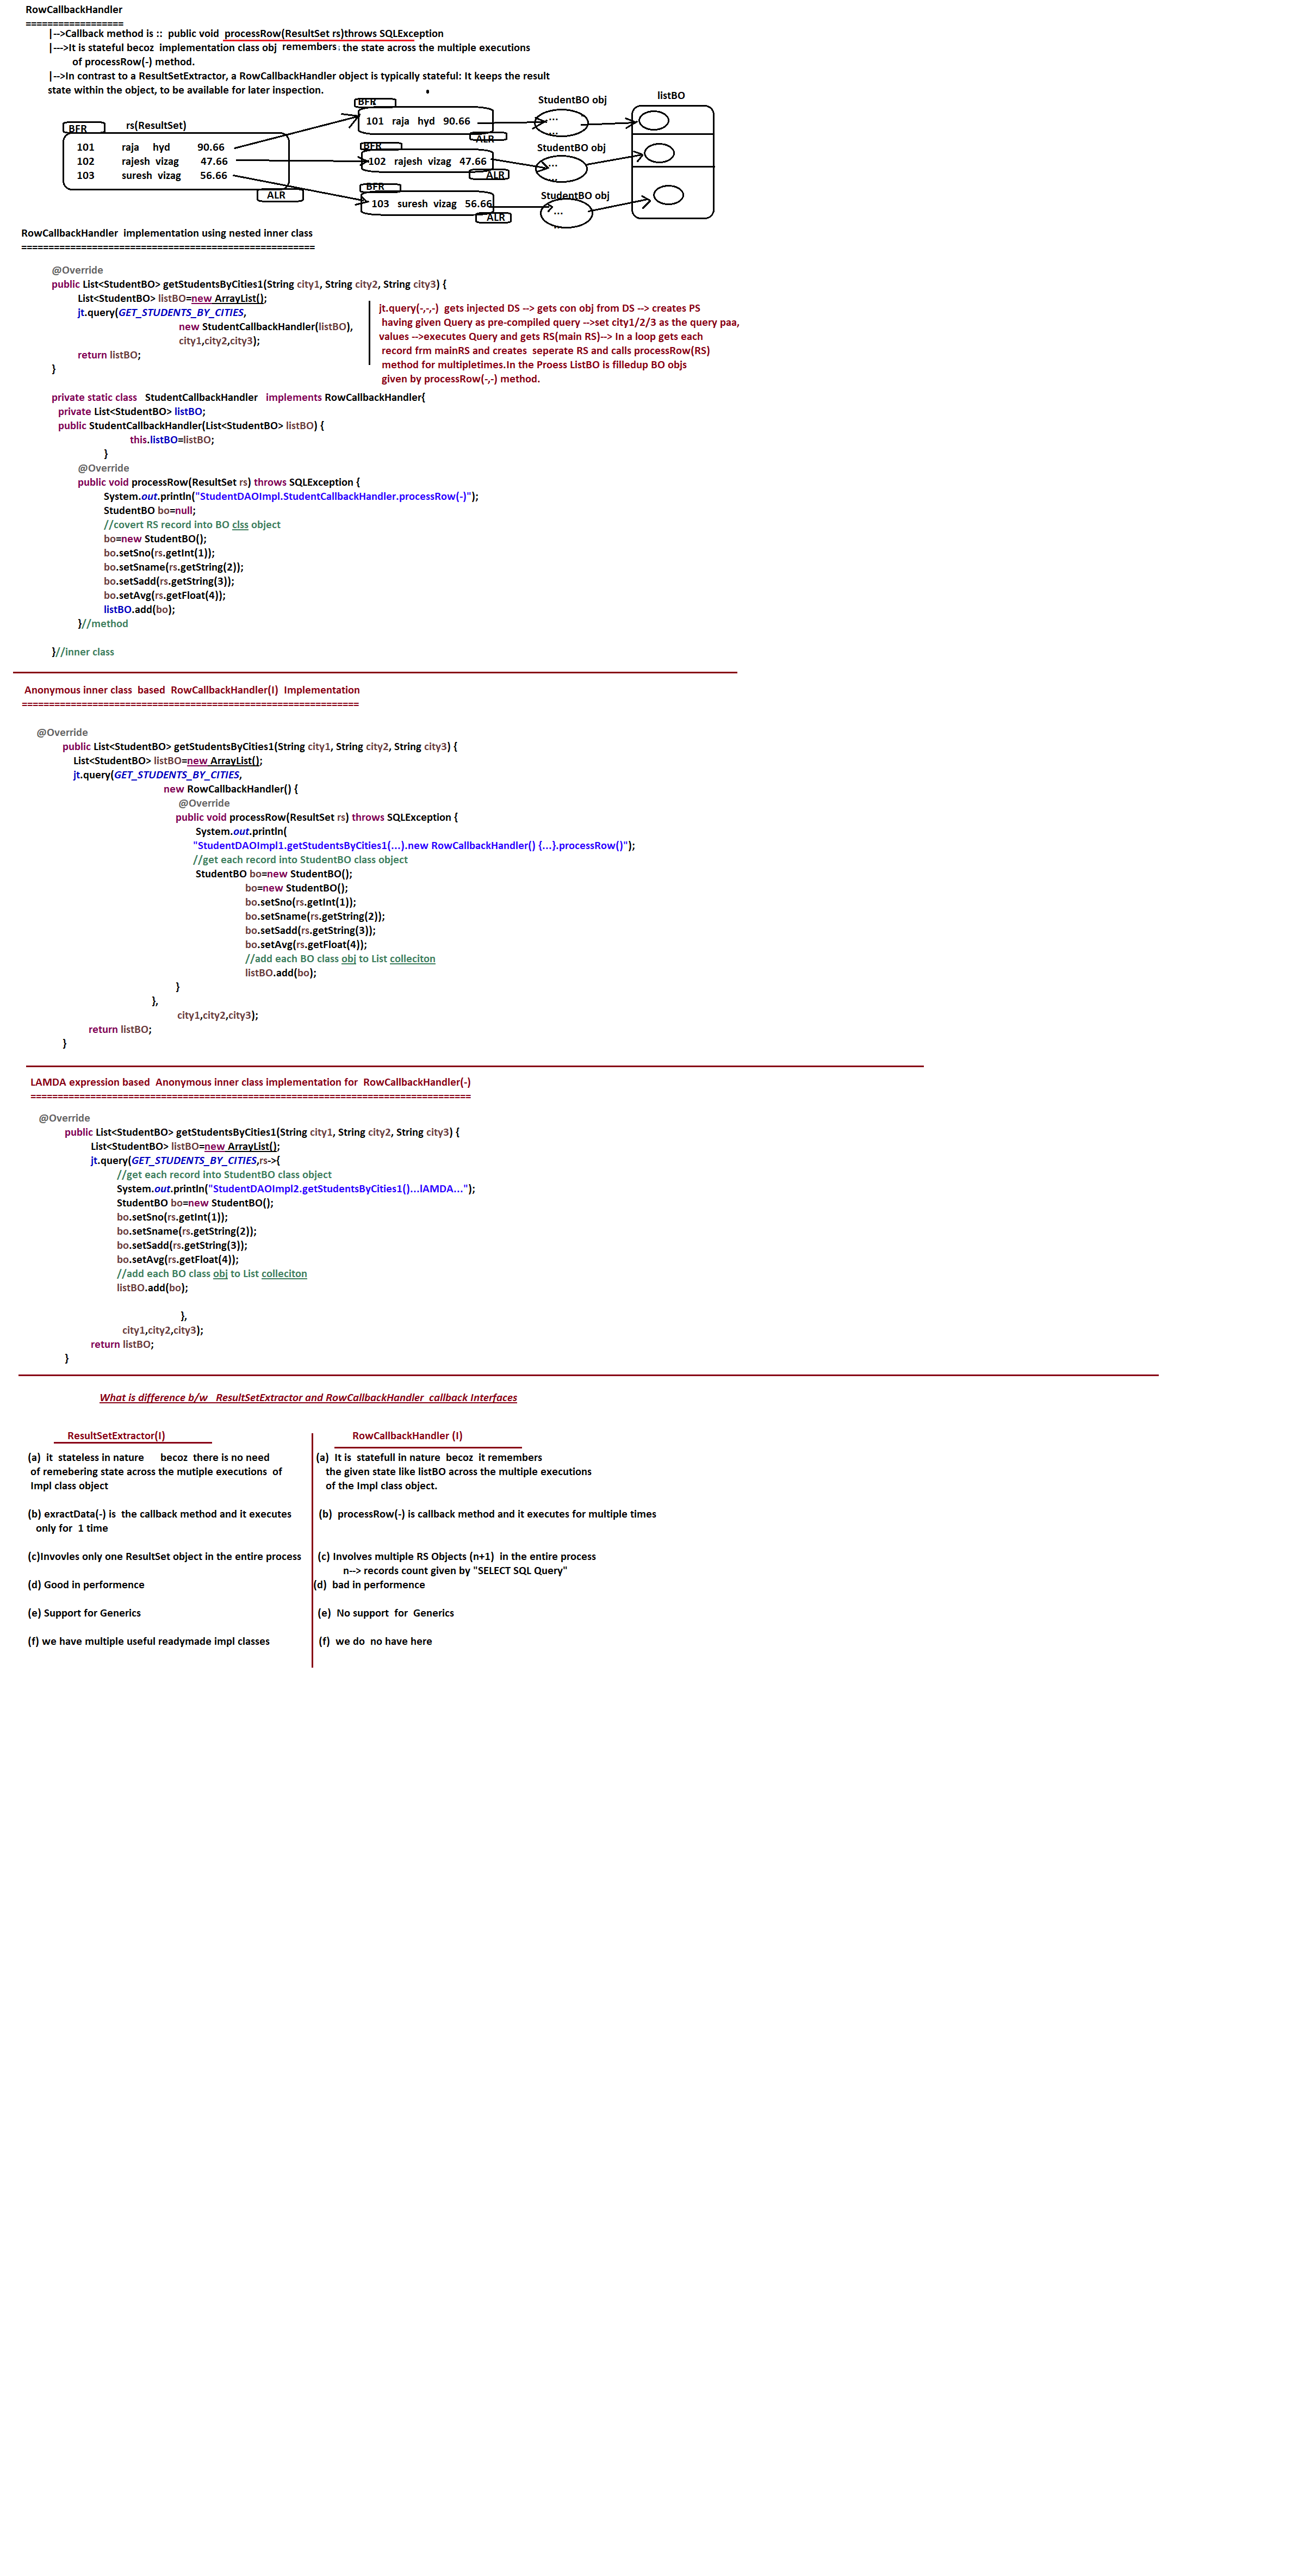 RowCallbackHandler
==================
|-->Callback method is :: public void processRow(ResultSet rs)throws SQLException
|--->It is stateful becoz implementation class obj remembers the state across the multiple executions
of processRow(-) method.
|-->In contrast to a ResultSetExtractor, a RowCallbackHandler object is typically stateful: It keeps the result
state within the object, to be available for later inspection.
BFR rs(ResultSet)
101 raja hyd 90.66
102 rajesh vizag 47.66
103 suresh vizag 56.66
ALR
BFR
101 raja hyd 90.66
ALR
BFR
102 rajesh vizag 47.66
ALR
BFR
103 suresh vizag 56.66
ALR
StudentBO obj
...
...
StudentBO obj
...
...
StudentBO obj
...
...
listBO
RowCallbackHandler implementation using nested inner class
======================================================
@Override
public List<StudentBO> getStudentsByCities1(String city1, String city2, String city3) {
List<StudentBO> listBO=new ArrayList();
jt.query(GET_STUDENTS_BY_CITIES,
new StudentCallbackHandler(listBO),
city1,city2,city3);
return listBO;
}
jt.query(-,-,-) gets injected DS --> gets con obj from DS --> creates PS
having given Query as pre-compiled query -->set city1/2/3 as the query paa,
values -->executes Query and gets RS(main RS)--> In a loop gets each
record frm mainRS and creates seperate RS and calls processRow(RS)
method for multipletimes.In the Proess ListBO is filledup BO objs
given by processRow(-,-) method.
private static class StudentCallbackHandler implements RowCallbackHandler{
private List<StudentBO> listBO;
public StudentCallbackHandler(List<StudentBO> listBO) {
this.listBO=listBO;
}
@Override
public void processRow(ResultSet rs) throws SQLException {
System.out.println("StudentDAOImpl.StudentCallbackHandler.processRow(-)");
StudentBO bo=null;
//covert RS record into BO clss object
bo=new StudentBO();
bo.setSno(rs.getInt(1));
bo.setSname(rs.getString(2));
bo.setSadd(rs.getString(3));
bo.setAvg(rs.getFloat(4));
listBO.add(bo);
}//method
}//inner class
Anonymous inner class based RowCallbackHandler(I) Implementation
==============================================================
@Override
public List<StudentBO> getStudentsByCities1(String city1, String city2, String city3) {
List<StudentBO> listBO=new ArrayList();
jt.query(GET_STUDENTS_BY_CITIES,
new RowCallbackHandler() {
@Override
public void processRow(ResultSet rs) throws SQLException {
System.out.println(
"StudentDAOImpl1.getStudentsByCities1(...).new RowCallbackHandler() {...}.processRow()");
//get each record into StudentBO class object
StudentBO bo=new StudentBO();
bo=new StudentBO();
bo.setSno(rs.getInt(1));
bo.setSname(rs.getString(2));
bo.setSadd(rs.getString(3));
bo.setAvg(rs.getFloat(4));
//add each BO class obj to List colleciton
listBO.add(bo);
}
},
city1,city2,city3);
return listBO;
}
LAMDA expression based Anonymous inner class implementation for RowCallbackHandler(-)
=================================================================================
@Override
public List<StudentBO> getStudentsByCities1(String city1, String city2, String city3) {
List<StudentBO> listBO=new ArrayList();
jt.query(GET_STUDENTS_BY_CITIES,rs->{
//get each record into StudentBO class object
System.out.println("StudentDAOImpl2.getStudentsByCities1()...lAMDA...");
StudentBO bo=new StudentBO();
bo.setSno(rs.getInt(1));
bo.setSname(rs.getString(2));
bo.setSadd(rs.getString(3));
bo.setAvg(rs.getFloat(4));
//add each BO class obj to List colleciton
listBO.add(bo);
},
city1,city2,city3);
return listBO;
}
What is difference b/w ResultSetExtractor and RowCallbackHandler callback Interfaces
ResultSetExtractor(I)
(a) it stateless in nature becoz there is no need
of remebering state across the mutiple executions of
Impl class object
(b) exractData(-) is the callback method and it executes
only for 1 time
(c)Invovles only one ResultSet object in the entire process
(d) Good in performence
(e) Support for Generics
(f) we have multiple useful readymade impl classes
RowCallbackHandler (I)
(a) It is statefull in nature becoz it remembers
the given state like listBO across the multiple executions
of the Impl class object.
(b) processRow(-) is callback method and it executes for multiple times
(c) Involves multiple RS Objects (n+1) in the entire process
n--> records count given by "SELECT SQL Query"
(d) bad in performence
(e) No support for Generics
(f) we do no have here